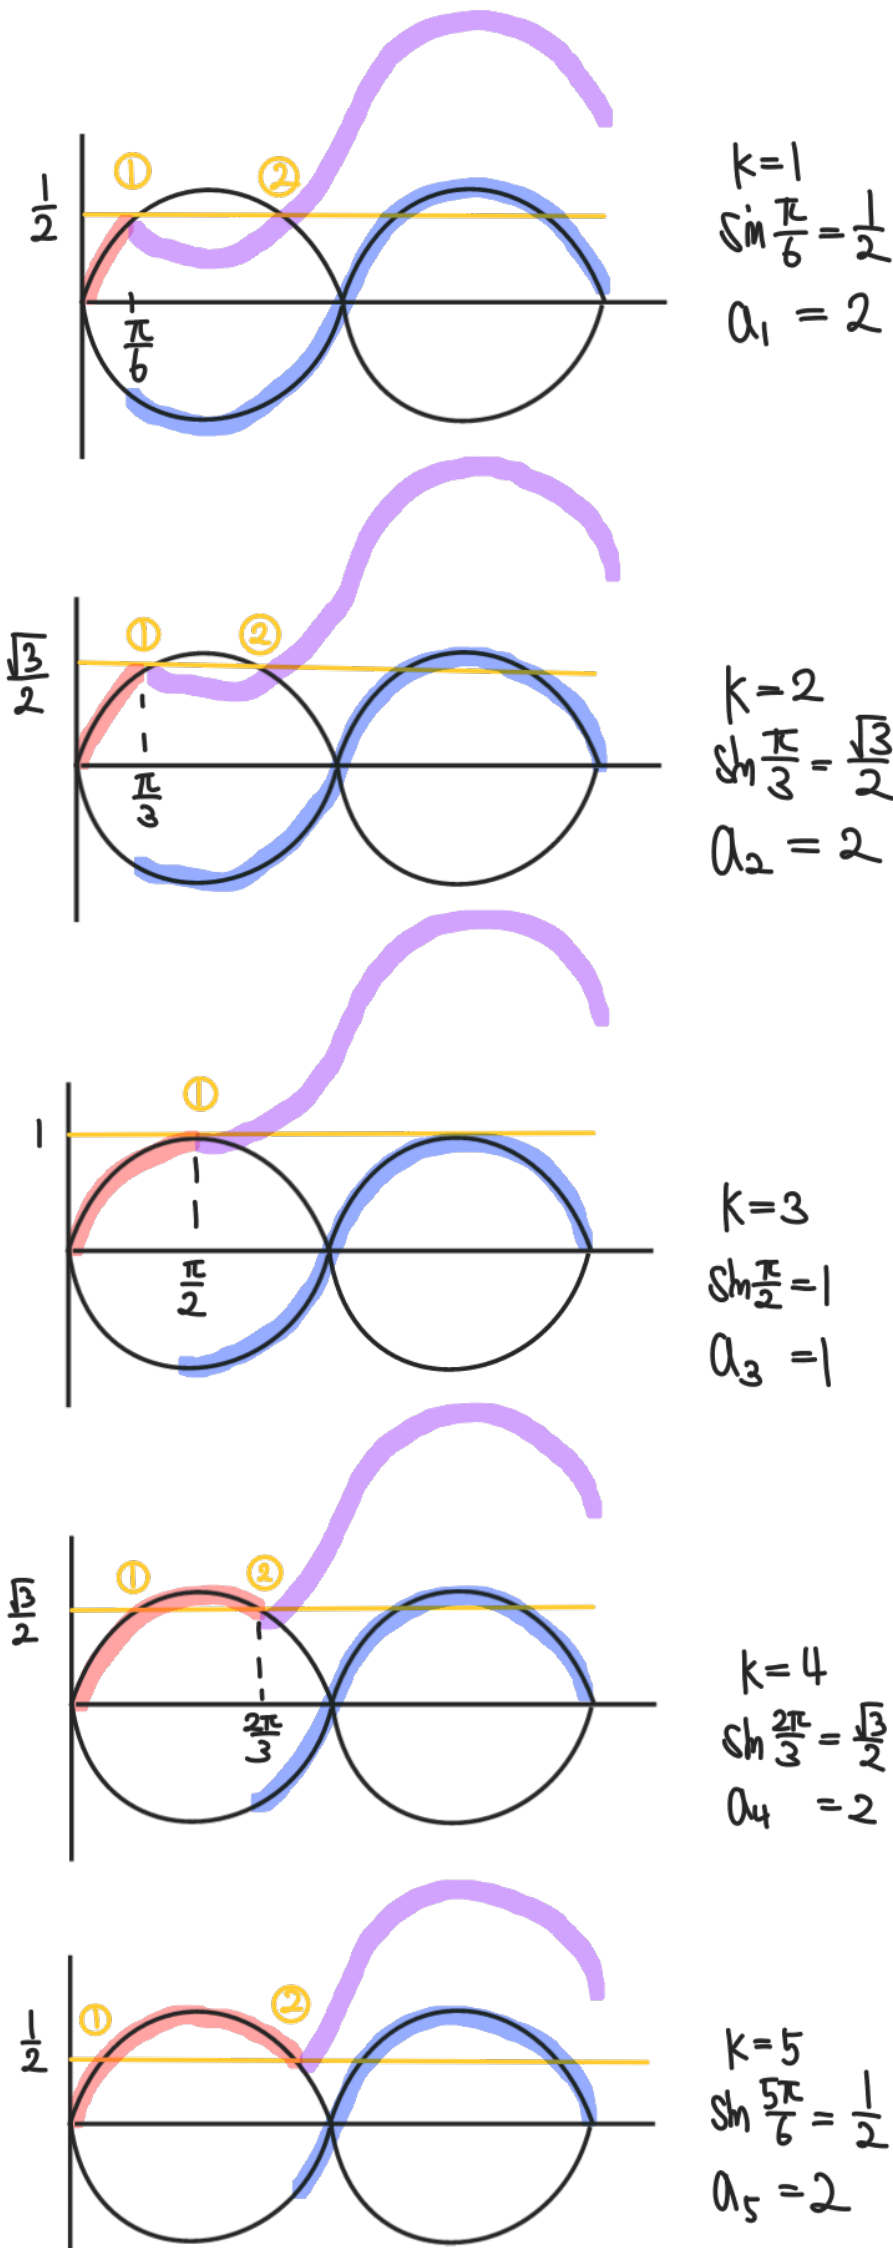 ① ②
1/2
π/6
k=1
sin π/6 = 1/2
a₁ = 2
① ②
√3/2
π/3
k=2
sin π/3 = √3/2
a₂ = 2
①
1
π/2
k=3
sin π/2 = 1
a₃ = 1
① ②
√3/2
2π/3
k=4
sin 2π/3 = √3/2
a₄ = 2
① ②
1/2
k=5
sin 5π/6 = 1/2
a₅ = 2